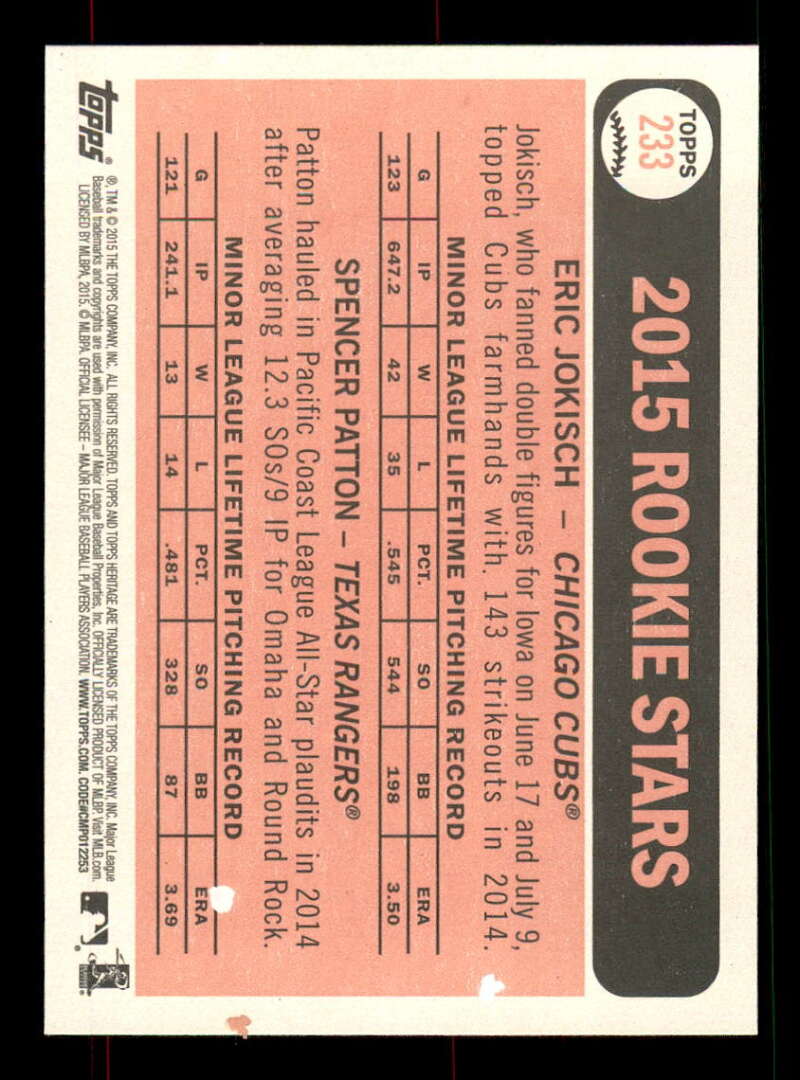 TOPPS
233
2015 ROOKIE STARS
ERIC JOKISCH – CHICAGO CUBS®
Jokisch, who fanned double figures for Iowa on June 17 and July 9,
topped Cubs farmhands with 143 strikeouts in 2014.
MINOR LEAGUE LIFETIME PITCHING RECORD
G IP W L PCT. SO BB ERA
123 647.2 42 35 .545 544 198 3.50
SPENCER PATTON – TEXAS RANGERS®
Patton hauled in Pacific Coast League All-Star plaudits in 2014
after averaging 12.3 SOs/9 IP for Omaha and Round Rock.
MINOR LEAGUE LIFETIME PITCHING RECORD
G IP W L PCT. SO BB ERA
121 241.1 13 14 .481 328 87 3.69
topps®
®, TM & © 2015 THE TOPPS COMPANY, INC. ALL RIGHTS RESERVED. TOPPS AND TOPPS HERITAGE ARE TRADEMARKS OF THE TOPPS COMPANY, INC. Major League
Baseball trademarks and copyrights are used with permission of Major League Baseball Properties, Inc. OFFICIALLY LICENSED PRODUCT OF MLBP. Visit MLB.com.
LICENSED BY MLBPA, 2015. © MLBPA. OFFICIAL LICENSEE – MAJOR LEAGUE BASEBALL PLAYERS ASSOCIATION. WWW.TOPPS.COM. CODE#CMP012253